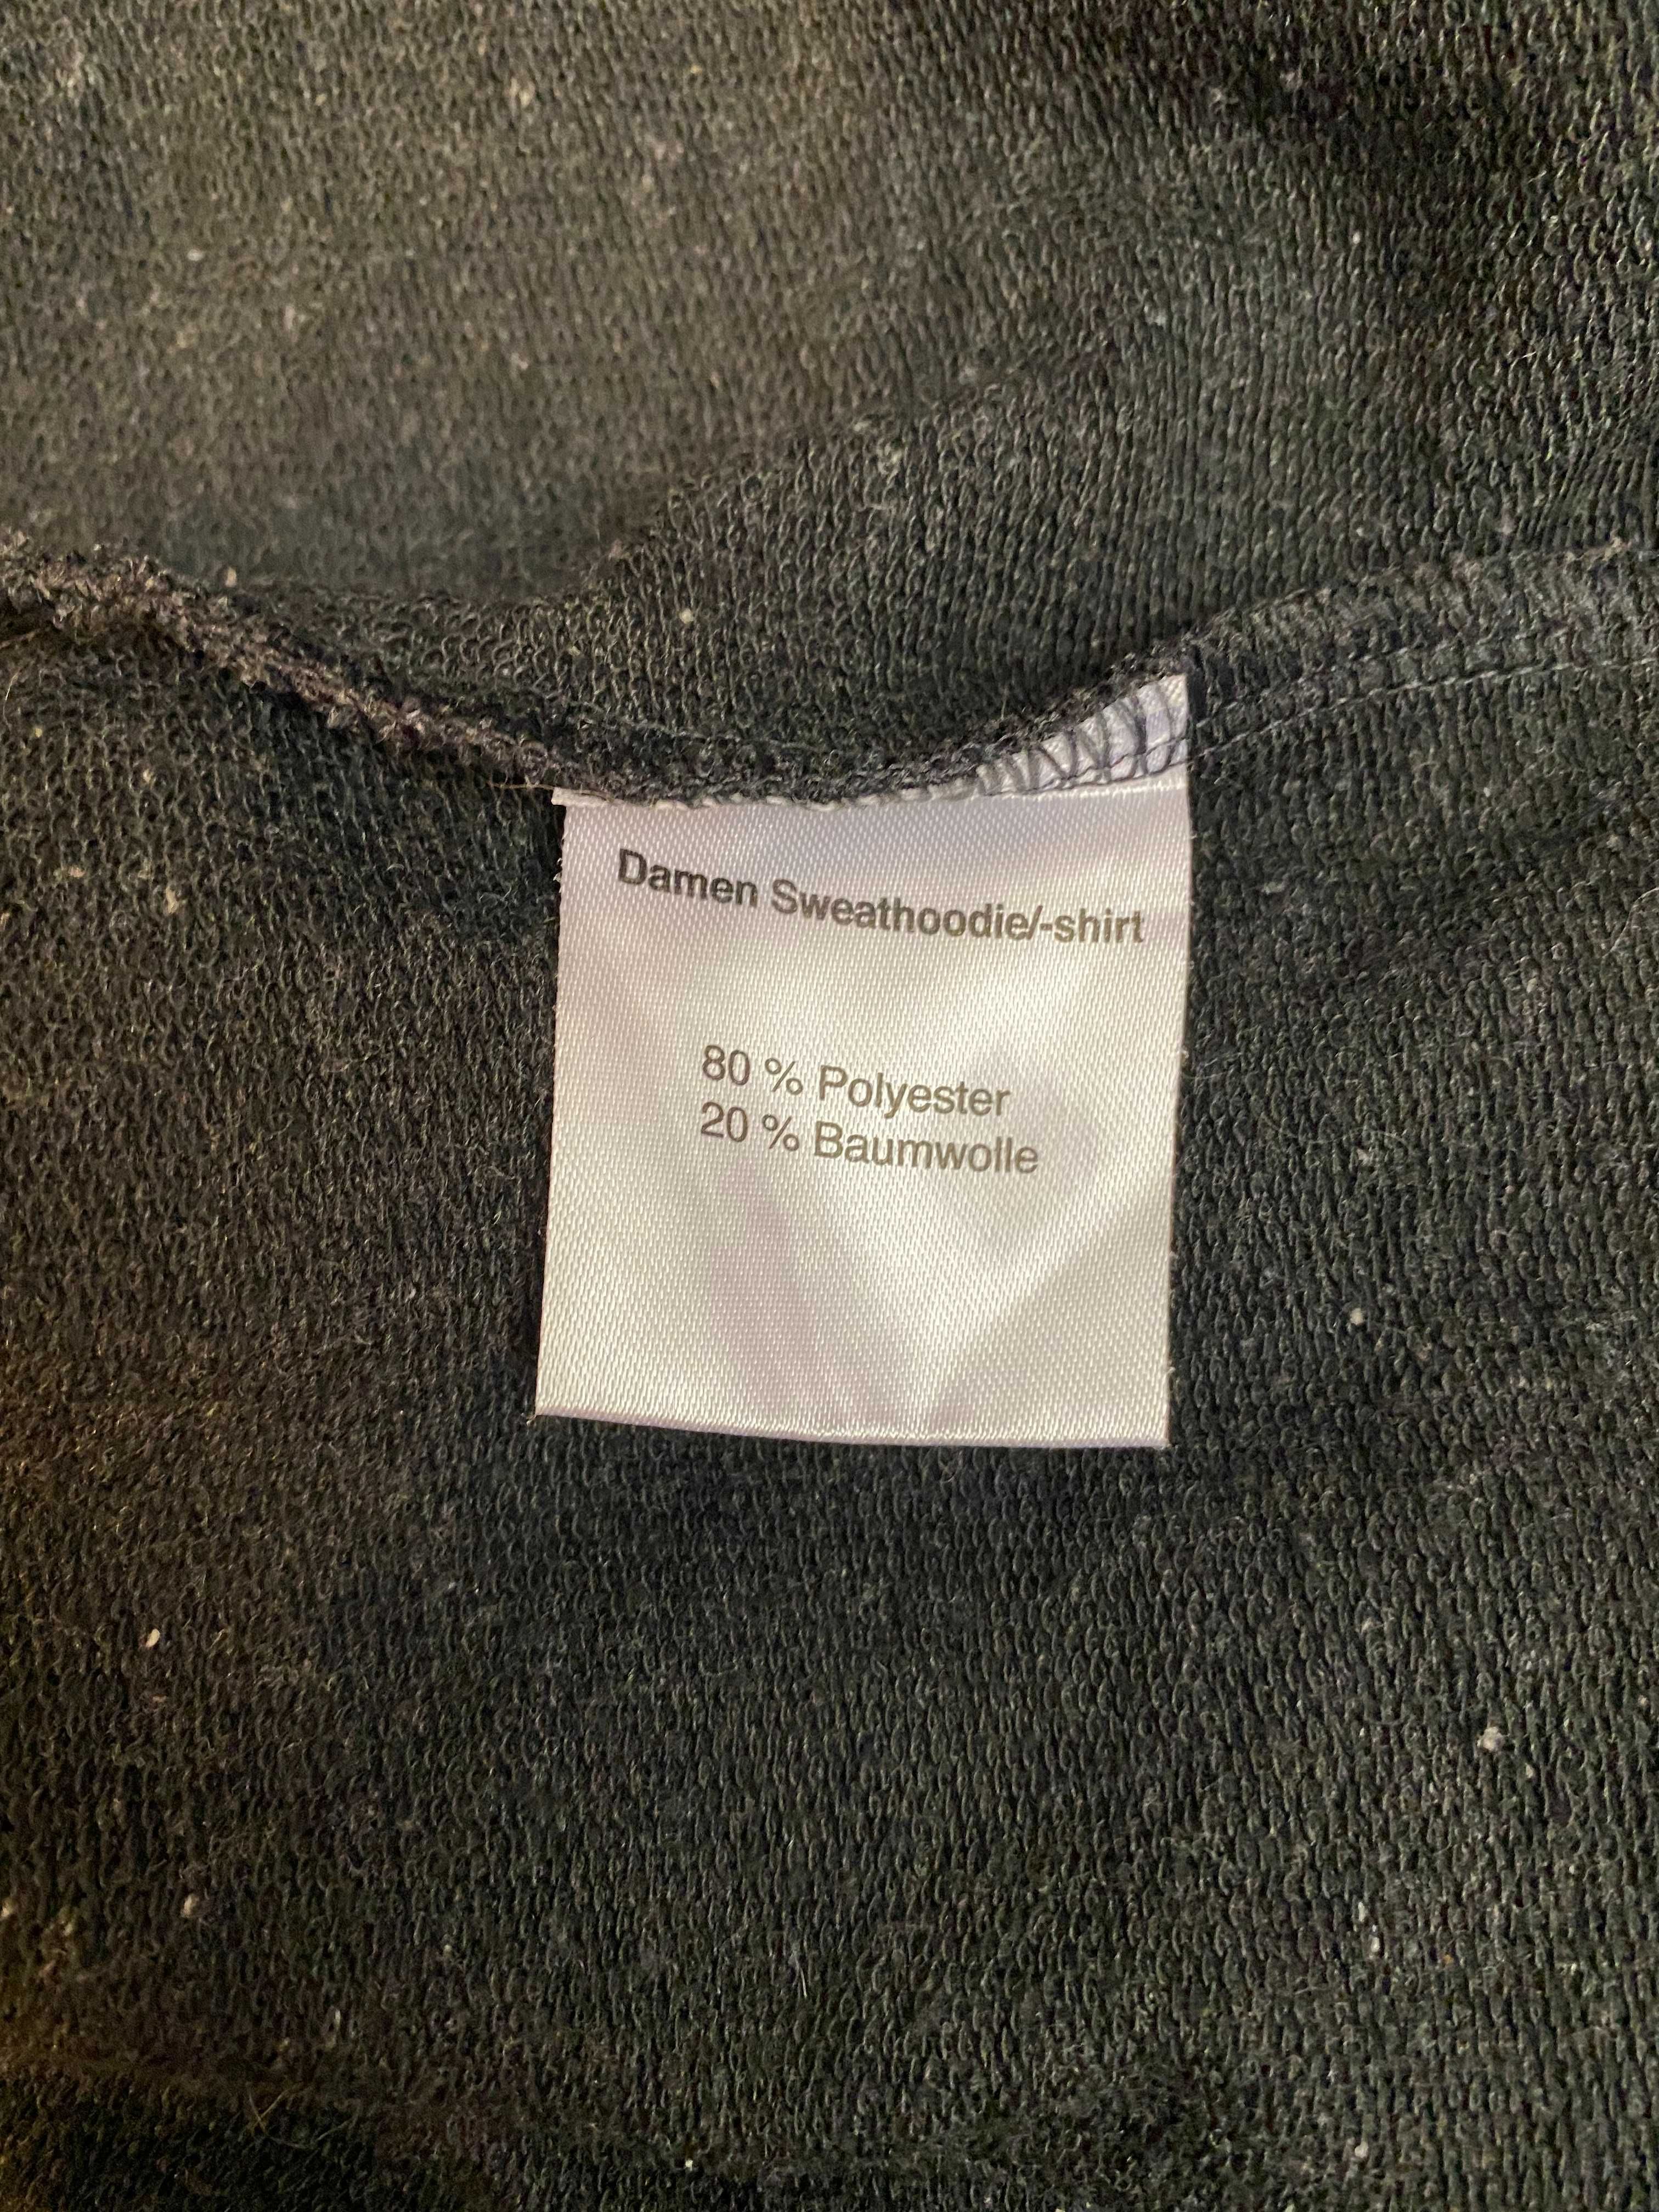 Damen Sweathoodie/-shirt
80 % Polyester
20 % Baumwolle